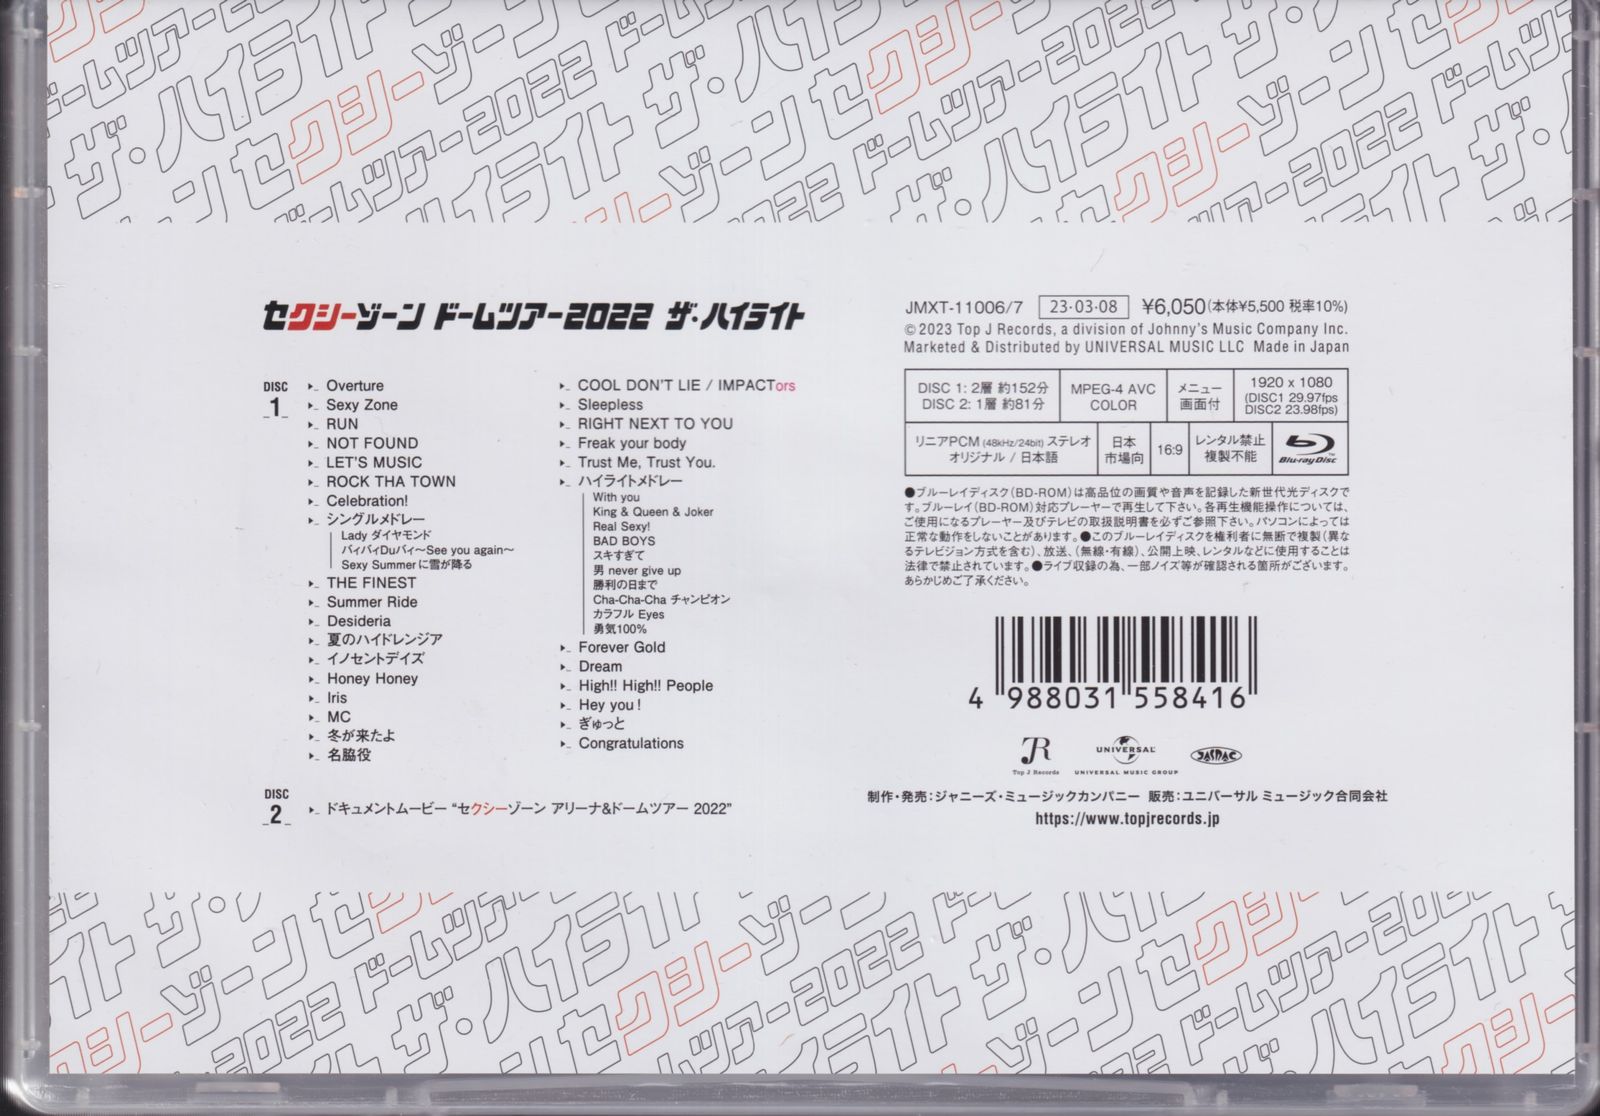 セクシーゾーン ドームツアー2022 ザ・ハイライト
DISC
1
Overture
Sexy Zone
RUN
NOT FOUND
LET'S MUSIC
ROCK THA TOWN
Celebration!
シングルメドレー
Lady ダイヤモンド
バィバィDuバィ〜See you again〜
Sexy Summerに雪が降る
THE FINEST
Summer Ride
Desideria
夏のハイドレンジア
イノセントデイズ
Honey Honey
Iris
MC
冬が来たよ
名脇役
COOL DON'T LIE / IMPACTors
Sleepless
RIGHT NEXT TO YOU
Freak your body
Trust Me, Trust You.
ハイライトメドレー
With you
King & Queen & Joker
Real Sexy!
BAD BOYS
スキすぎて
男 never give up
勝利の日まで
Cha-Cha-Cha チャンピオン
カラフル Eyes
勇気100%
Forever Gold
Dream
High!! High!! People
Hey you !
ぎゅっと
Congratulations
DISC
2
ドキュメントムービー “セクシーゾーン アリーナ&ドームツアー 2022”
JMXT-11006/7 23・03・08 ¥6,050(本体¥5,500 税率10%)
©2023 Top J Records, a division of Johnny's Music Company Inc.
Marketed & Distributed by UNIVERSAL MUSIC LLC Made in Japan
DISC 1: 2層 約152分
DISC 2: 1層 約81分
MPEG-4 AVC
COLOR
メニュー
画面付
1920 x 1080
(DISC1 29.97fps
DISC2 23.98fps)
リニアPCM (48kHz/24bit) ステレオ
オリジナル / 日本語
日本
市場向
16:9
レンタル禁止
複製不能
Blu-ray Disc
●ブルーレイディスク(BD-ROM)は高品位の画質や音声を記録した新世代光ディスクで
す。ブルーレイ(BD-ROM)対応プレーヤーで再生して下さい。各再生機能操作については、
ご使用になるプレーヤー及びテレビの取扱説明書を必ずご参照下さい。パソコンによっては
正常な動作をしないことがあります。●このブルーレイディスクを権利者に無断で複製(異な
るテレビジョン方式を含む)、放送、(無線・有線)、公開上映、レンタルなどに使用することは
法律で禁止されています。●ライブ収録の為、一部ノイズ等が確認される箇所がございます。
あらかじめご了承ください。
4 988031 558416
JR
Top J Records
UNIVERSAL
UNIVERSAL MUSIC GROUP
JASRAC
制作・発売：ジャニーズ・ミュージックカンパニー 販売：ユニバーサル ミュージック合同会社
https://www.topjrecords.jp